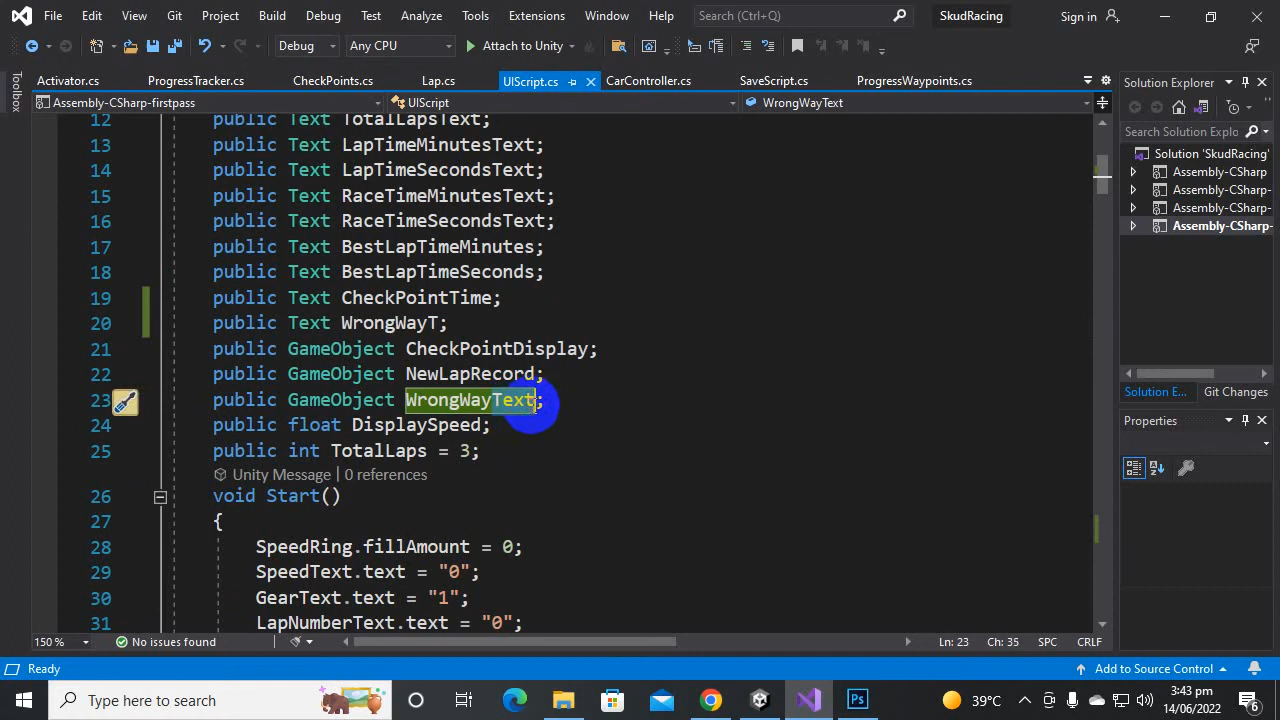 File Edit View Git Project Build Debug Test Analyze Tools Extensions Window Help Search (Ctrl+Q) SkudRacing Sign in
Debug Any CPU Attach to Unity
Toolbox
Activator.cs ProgressTracker.cs CheckPoints.cs Lap.cs UIScript.cs CarController.cs SaveScript.cs ProgressWaypoints.cs
Assembly-CSharp-firstpass UIScript WrongWayText
12 public Text TotalLapsText;
13 public Text LapTimeMinutesText;
14 public Text LapTimeSecondsText;
15 public Text RaceTimeMinutesText;
16 public Text RaceTimeSecondsText;
17 public Text BestLapTimeMinutes;
18 public Text BestLapTimeSeconds;
19 public Text CheckPointTime;
20 public Text WrongWayT;
21 public GameObject CheckPointDisplay;
22 public GameObject NewLapRecord;
23 public GameObject WrongWayText;
24 public float DisplaySpeed;
25 public int TotalLaps = 3;
Unity Message | 0 references
26 void Start()
27 {
28 SpeedRing.fillAmount = 0;
29 SpeedText.text = "0";
30 GearText.text = "1";
31 LapNumberText.text = "0";
150 % No issues found Ln: 23 Ch: 35 SPC CRLF
Solution Explorer
Search Solution Explo
Solution 'SkudRacing'
Assembly-CSharp
Assembly-CSharp-
Assembly-CSharp-
Assembly-CSharp-
Solution E... Git Changes
Properties
Ready Add to Source Control
Type here to search 39°C 3:43 pm
14/06/2022
6